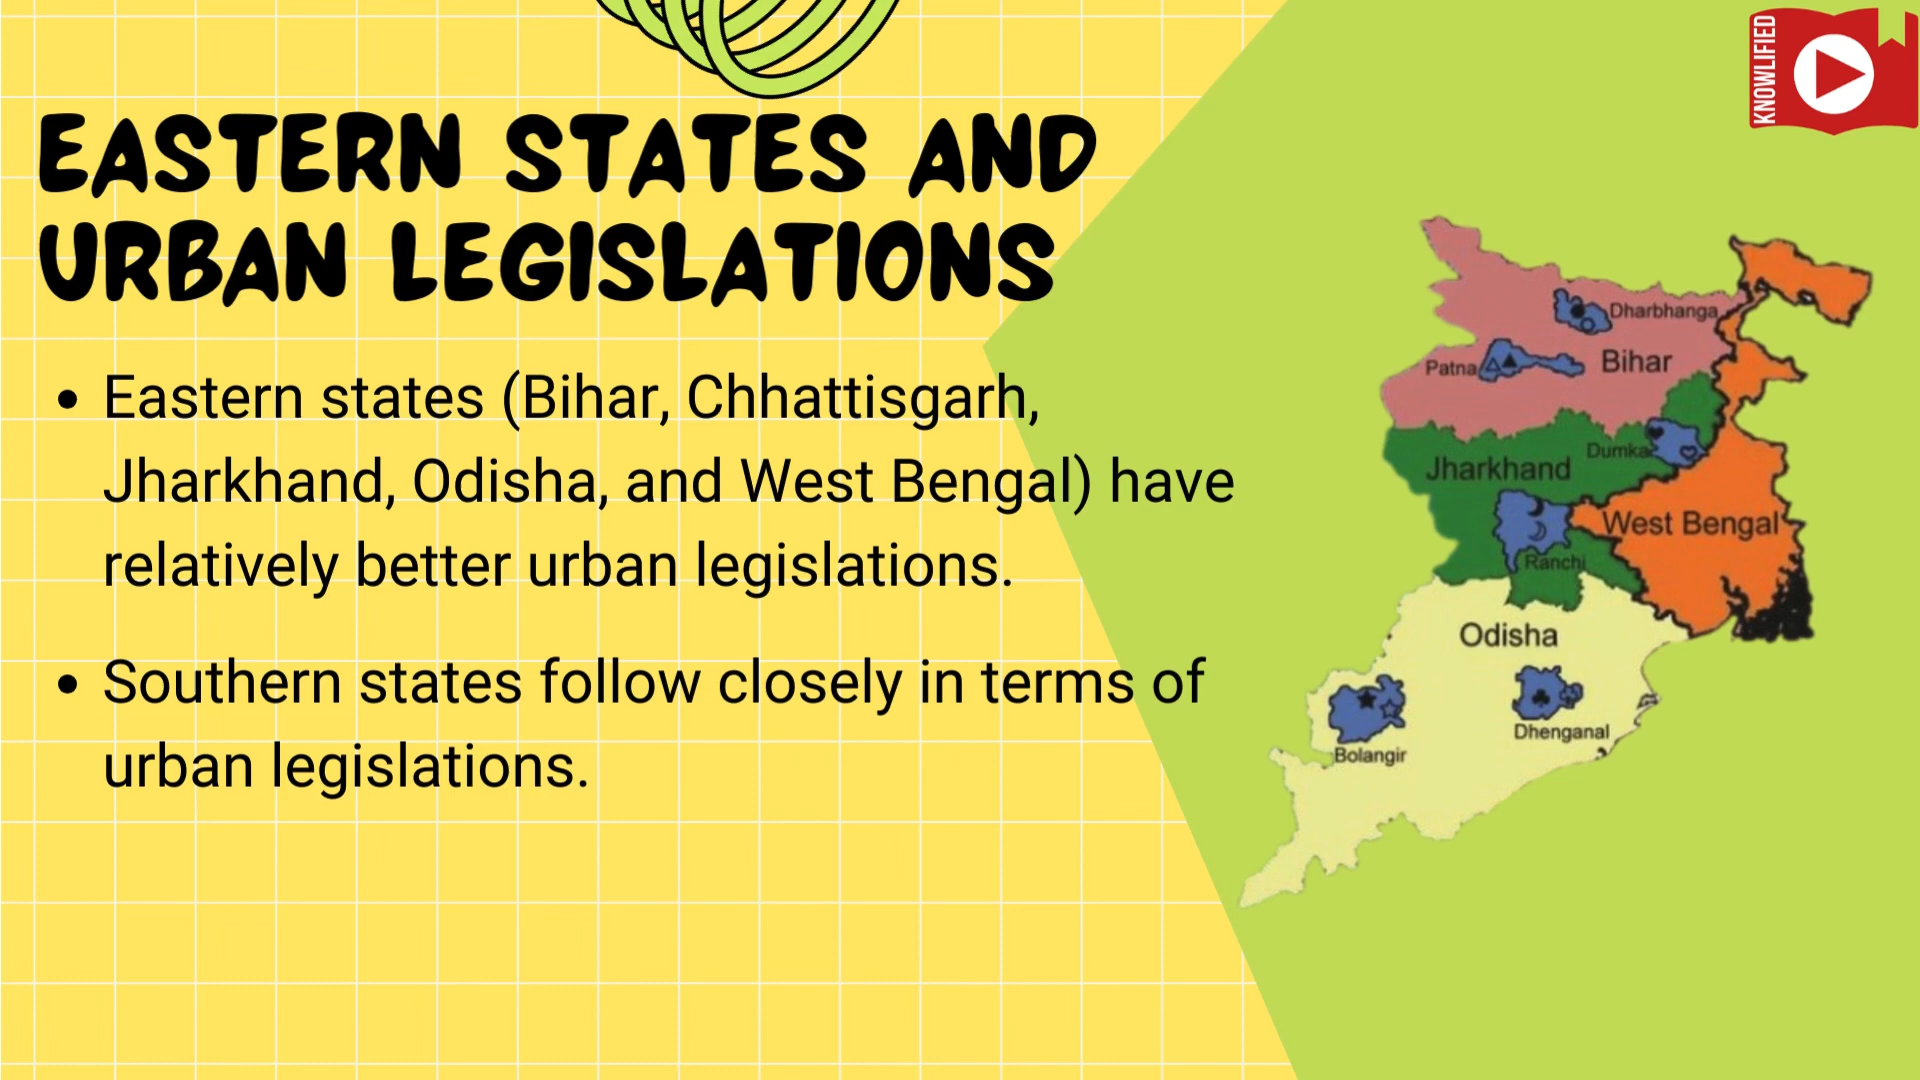 KNOWLIFIED
EASTERN STATES AND
URBAN LEGISLATIONS
• Eastern states (Bihar, Chhattisgarh,
Jharkhand, Odisha, and West Bengal) have
relatively better urban legislations.
• Southern states follow closely in terms of
urban legislations.
Dharbhanga
Patna
Bihar
Dumka
Jharkhand
West Bengal
Ranchi
Odisha
Dhenganal
Bolangir